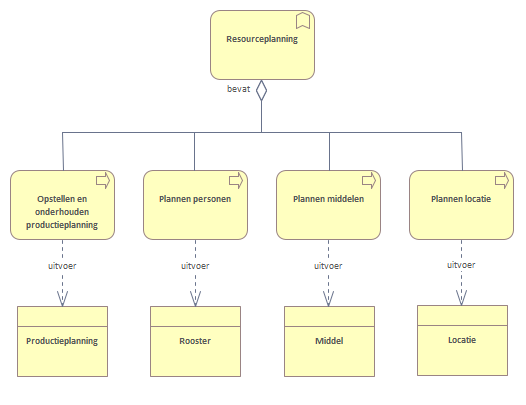 Resourceplanning
bevat
Opstellen en
onderhouden
productieplanning
Plannen personen
Plannen middelen
Plannen locatie
uitvoer
uitvoer
uitvoer
uitvoer
Productieplanning
Rooster
Middel
Locatie